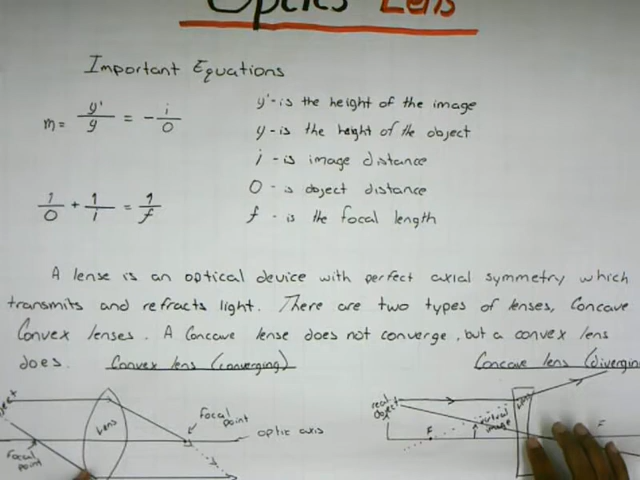 Optics Lens
Important Equations
m = y'/y = - i/o
y' - is the height of the image
y - is the height of the object
i - is image distance
1/O + 1/i = 1/f
O - is object distance
f - is the focal length
A lense is an optical device with perfect axial symmetry which
transmits and refracts light. There are two types of lenses, Concave
Convex lenses. A Concave lense does not converge, but a convex lens
does. Convex lens (converging)
Concave lens (diverging
Lens
focal point
optic axis
focal point
real object
Lens
virtual image
F
F